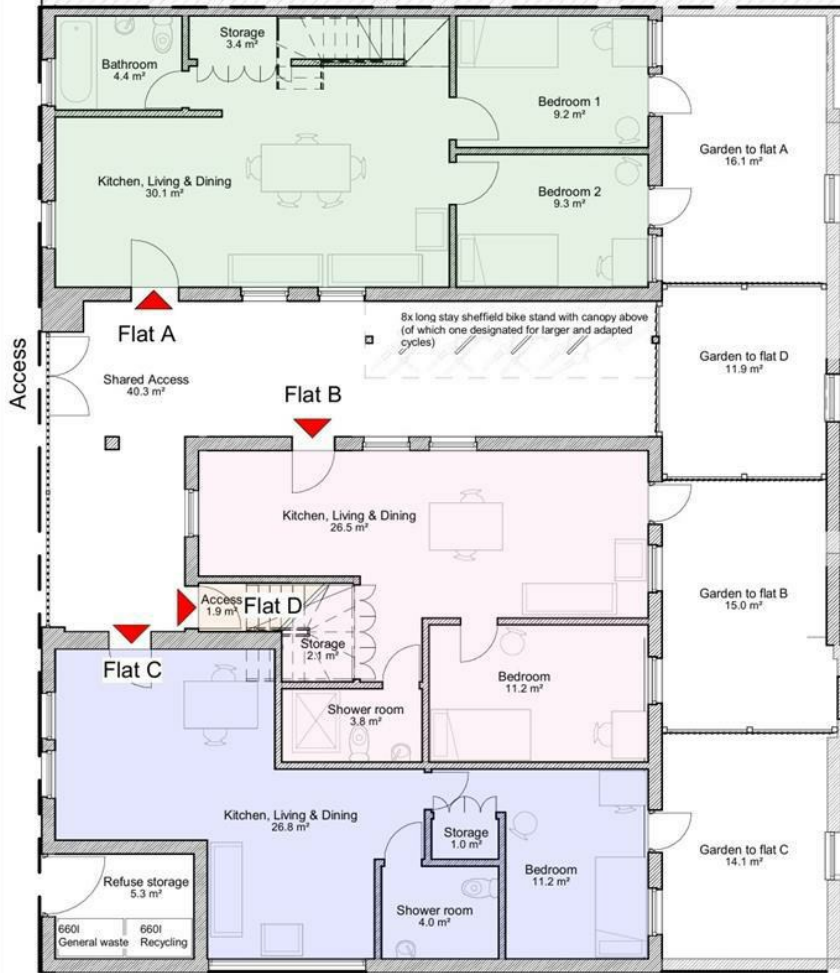 Storage
3.4 m²
Bathroom
4.4 m²
Bedroom 1
9.2 m²
Garden to flat A
16.1 m²
Kitchen, Living & Dining
30.1 m²
Bedroom 2
9.3 m²
Flat A
8x long stay sheffield bike stand with canopy above
(of which one designated for larger and adapted
cycles)
Garden to flat D
11.9 m²
Access
Shared Access
40.3 m²
Flat B
Kitchen, Living & Dining
26.5 m²
Access
1.9 m²
Flat D
Garden to flat B
15.0 m²
Flat C
Storage
2.1 m²
Bedroom
11.2 m²
Shower room
3.8 m²
Kitchen, Living & Dining
26.8 m²
Storage
1.0 m²
Garden to flat C
14.1 m²
Bedroom
11.2 m²
Refuse storage
5.3 m²
Shower room
4.0 m²
660l
General waste
660l
Recycling